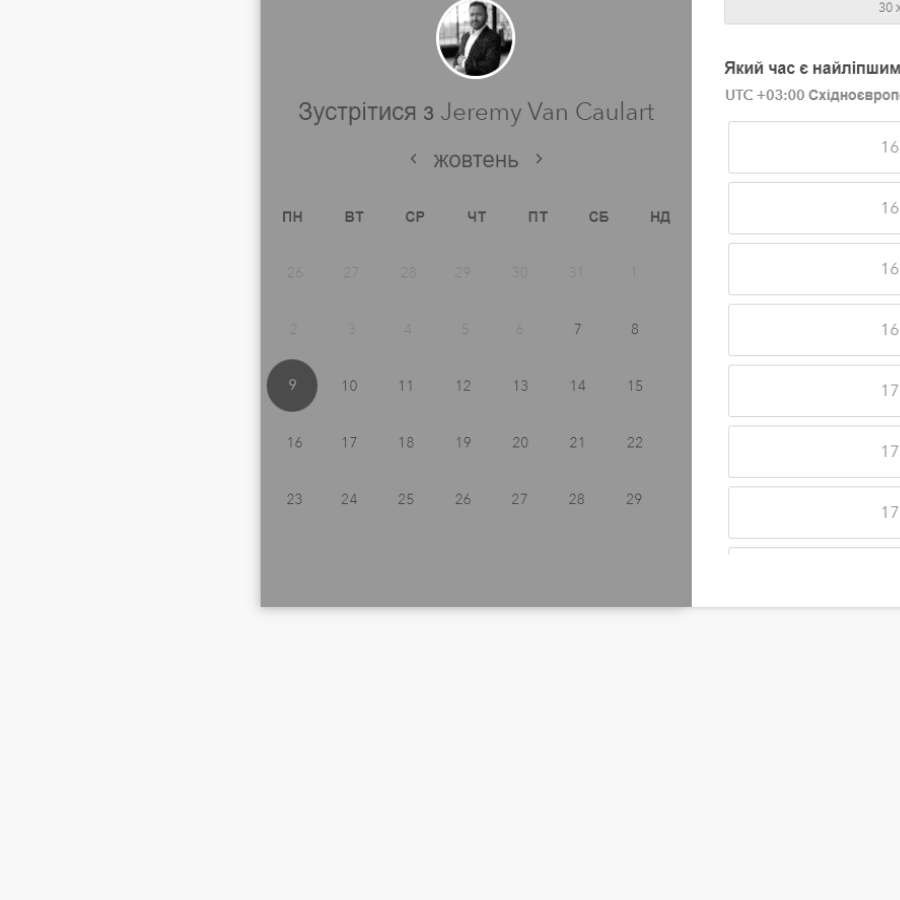 Зустрітися з Jeremy Van Caulart
жовтень
ПН ВТ СР ЧТ ПТ СБ НД
26 27 28 29 30 31 1
2 3 4 5 6 7 8
9 10 11 12 13 14 15
16 17 18 19 20 21 22
23 24 25 26 27 28 29
30
Який час є найліпшим
UTC +03:00
16
16
16
16
17
17
17